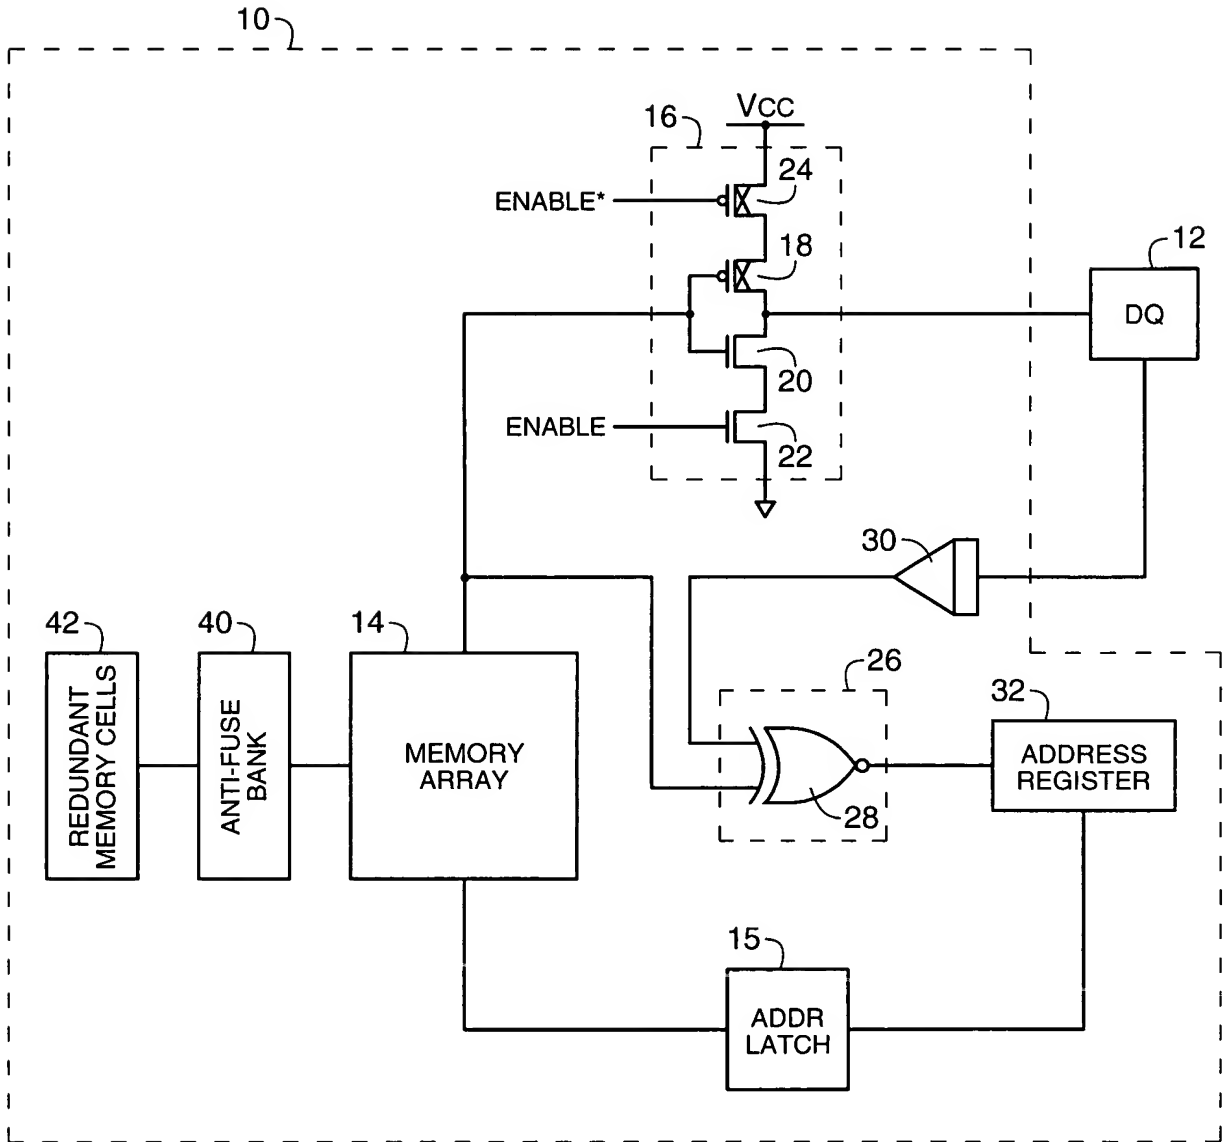 10
VCC
16
24
ENABLE*
18
12
DQ
20
ENABLE
22
30
42
40
14
26
32
REDUNDANT
MEMORY CELLS
ANTI-FUSE
BANK
MEMORY
ARRAY
ADDRESS
REGISTER
28
15
ADDR
LATCH